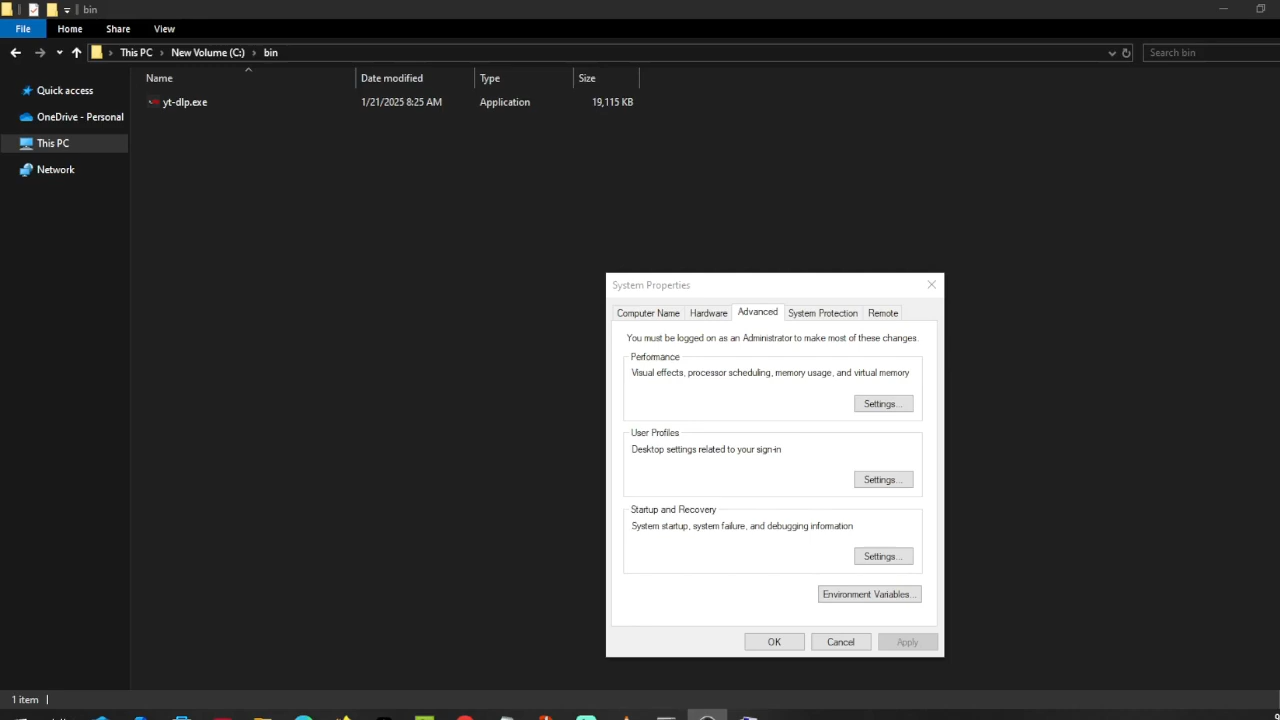 bin
File Home Share View
This PC New Volume (C:) bin Search bin
Name Date modified Type Size
Quick access
yt-dlp.exe 1/21/2025 8:25 AM Application 19,115 KB
OneDrive - Personal
This PC
Network
System Properties
Computer Name Hardware Advanced System Protection Remote
You must be logged on as an Administrator to make most of these changes.
Performance
Visual effects, processor scheduling, memory usage, and virtual memory
Settings...
User Profiles
Desktop settings related to your sign-in
Settings...
Startup and Recovery
System startup, system failure, and debugging information
Settings...
Environment Variables...
OK Cancel Apply
1 item